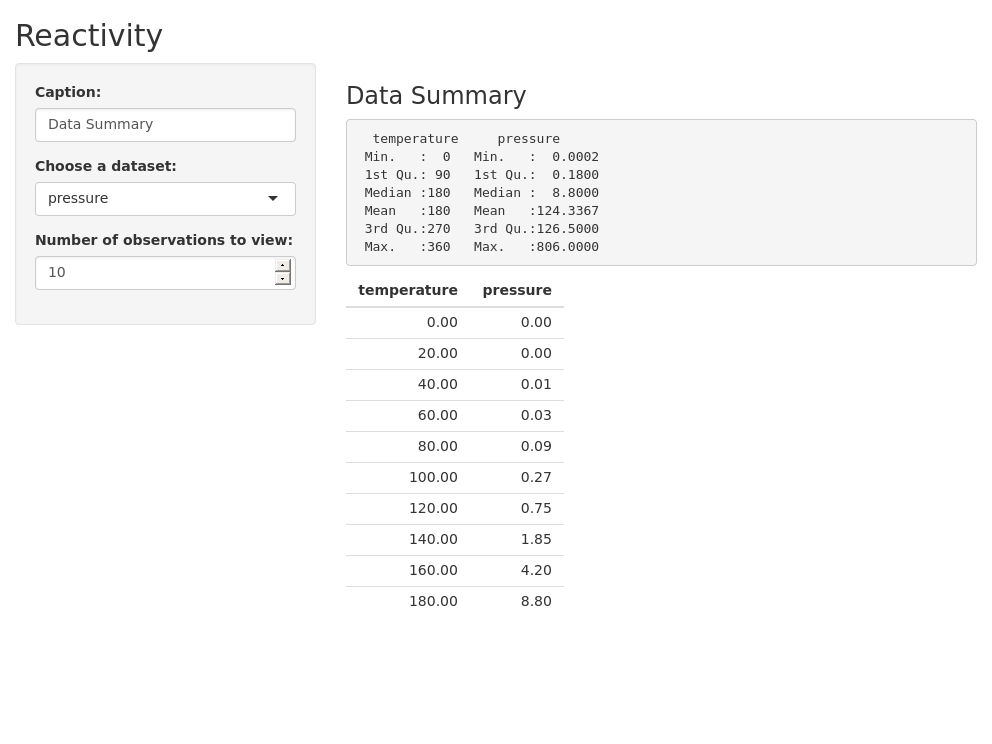 Reactivity
Caption:
Data Summary
Choose a dataset:
pressure
Number of observations to view:
10
Data Summary
temperature pressure
Min. : 0 Min. : 0.0002
1st Qu.: 90 1st Qu.: 0.1800
Median :180 Median : 8.8000
Mean :180 Mean :124.3367
3rd Qu.:270 3rd Qu.:126.5000
Max. :360 Max. :806.0000
temperature pressure
0.00 0.00
20.00 0.00
40.00 0.01
60.00 0.03
80.00 0.09
100.00 0.27
120.00 0.75
140.00 1.85
160.00 4.20
180.00 8.80